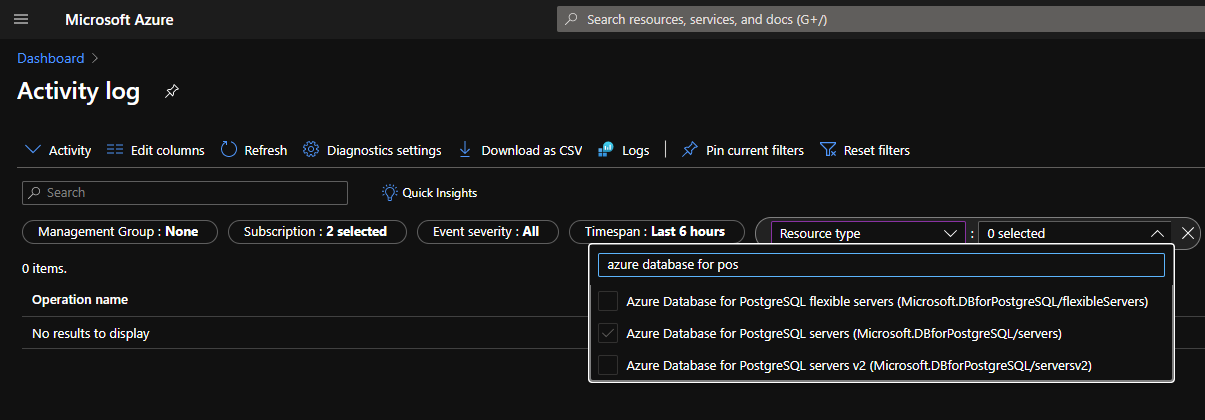 Microsoft Azure
Search resources, services, and docs (G+/)
Dashboard
Activity log
Activity
Edit columns
Refresh
Diagnostics settings
Download as CSV
Logs
Pin current filters
Reset filters
Search
Quick Insights
Management Group : None
Subscription : 2 selected
Event severity : All
Timespan : Last 6 hours
Resource type
:
0 selected
azure database for pos
Azure Database for PostgreSQL flexible servers (Microsoft.DBforPostgreSQL/flexibleServers)
Azure Database for PostgreSQL servers (Microsoft.DBforPostgreSQL/servers)
Azure Database for PostgreSQL servers v2 (Microsoft.DBforPostgreSQL/serversv2)
0 items.
Operation name
No results to display